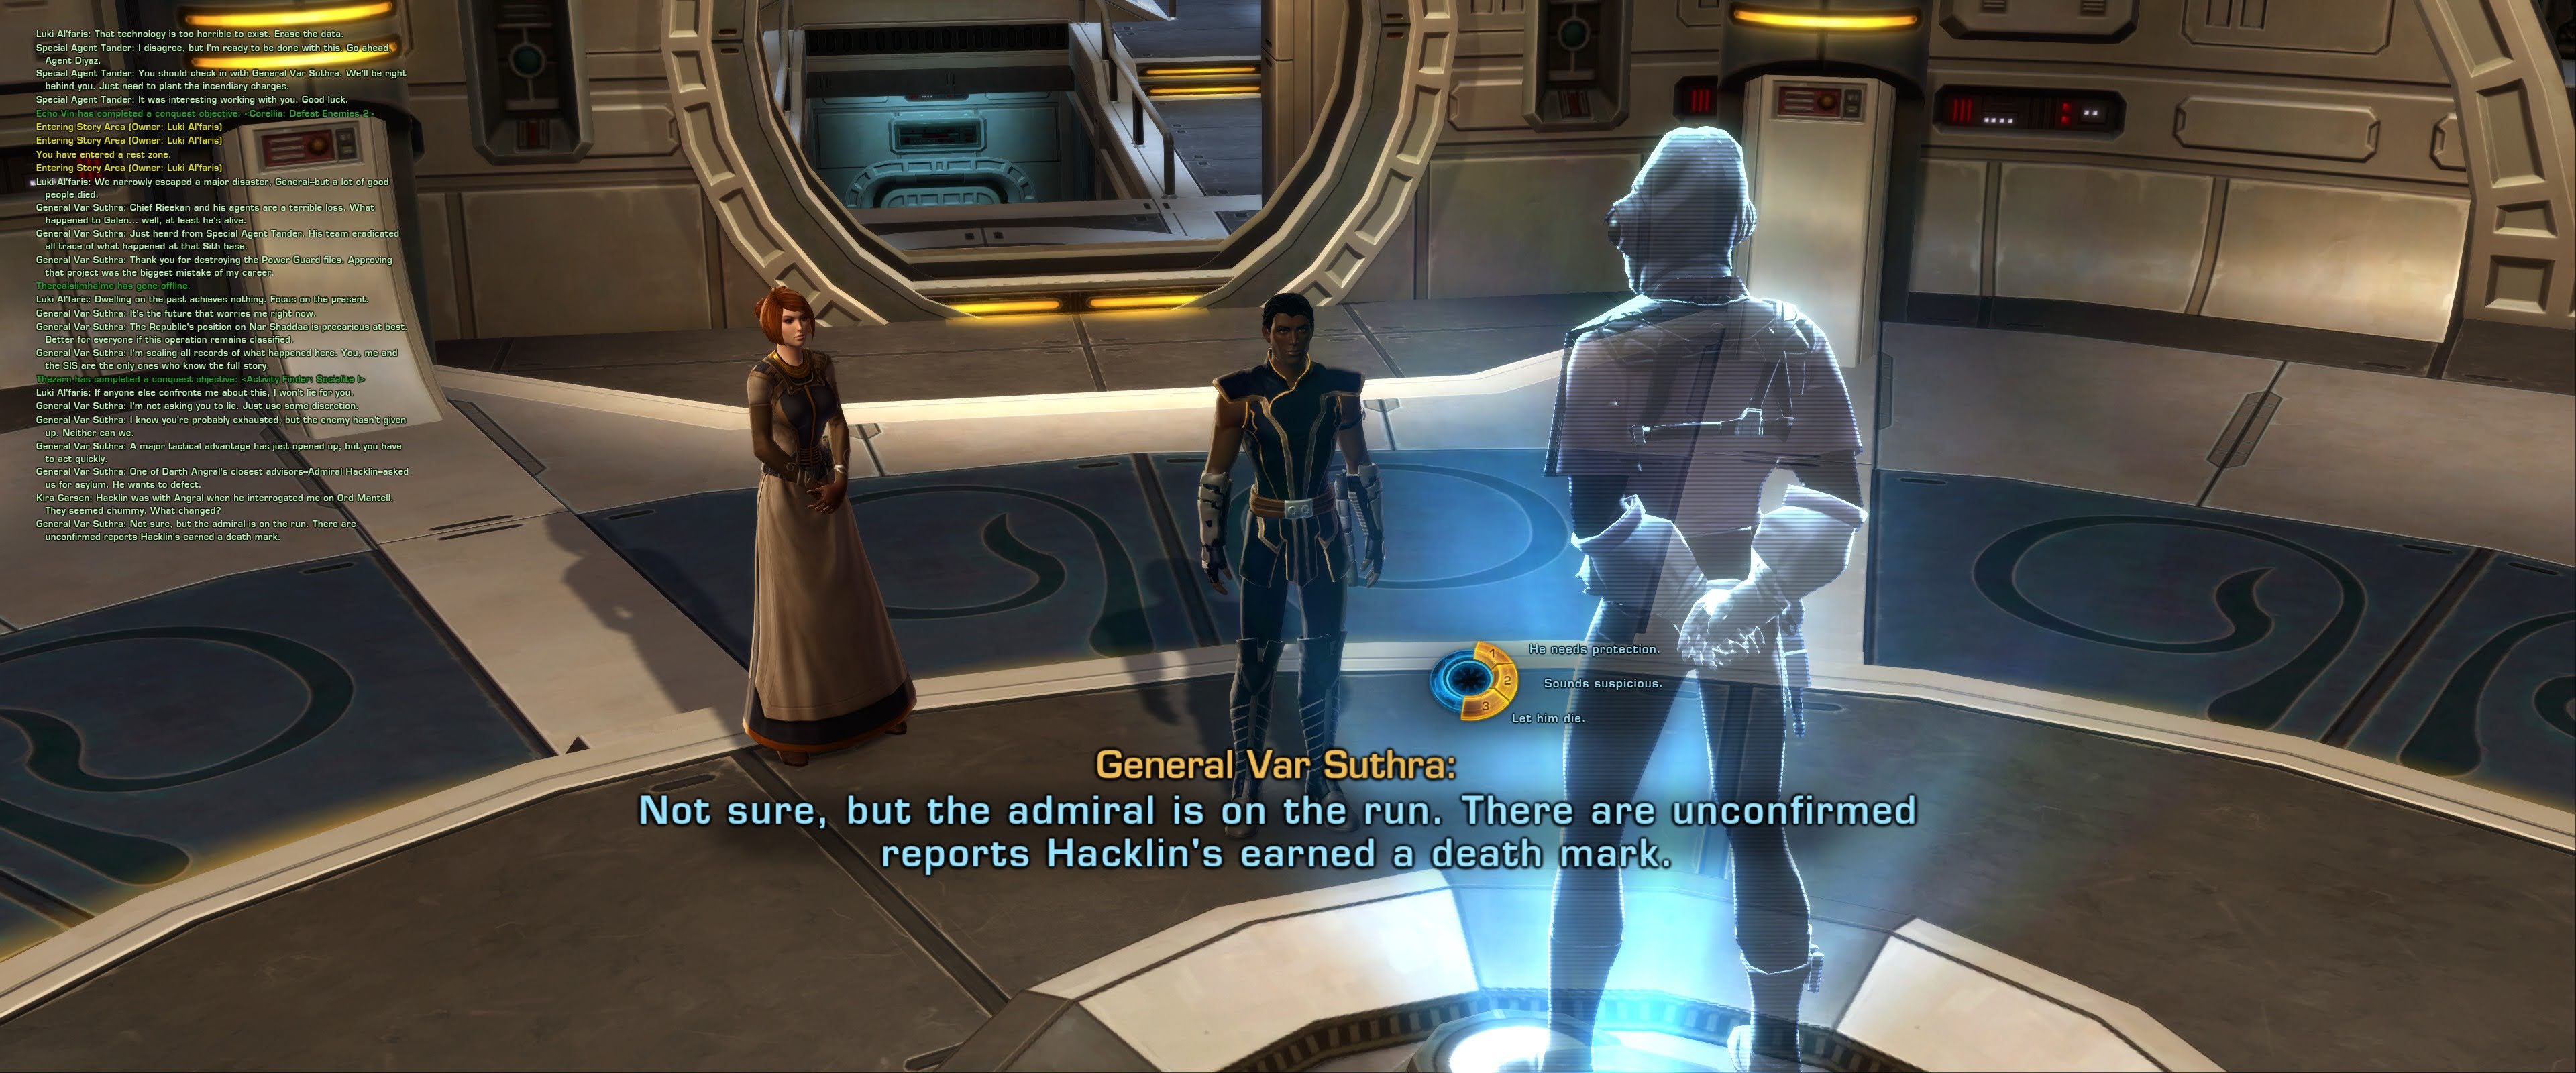 Luki Al'faris: That technology is too horrible to exist. Erase the data.
Special Agent Tander: I disagree, but I'm ready to be done with this. Go ahead,
Agent Diyaz.
Special Agent Tander: You should check in with General Var Suthra. We'll be right
behind you. Just need to plant the incendiary charges.
Special Agent Tander: It was interesting working with you. Good luck.
Echo Vin has completed a conquest objective: <Corellia: Defeat Enemies 2>
Entering Story Area (Owner: Luki Al'faris)
Entering Story Area (Owner: Luki Al'faris)
You have entered a rest zone.
Entering Story Area (Owner: Luki Al'faris)
Luki Al'faris: We narrowly escaped a major disaster, General—but a lot of good
people died.
General Var Suthra: Chief Rieekan and his agents are a terrible loss. What
happened to Galen... well, at least he's alive.
General Var Suthra: Just heard from Special Agent Tander. His team eradicated
all trace of what happened at that Sith base.
General Var Suthra: Thank you for destroying the Power Guard files. Approving
that project was the biggest mistake of my career.
Therealslimha'me has gone offline.
Luki Al'faris: Dwelling on the past achieves nothing. Focus on the present.
General Var Suthra: It's the future that worries me right now.
General Var Suthra: The Republic's position on Nar Shaddaa is precarious at best.
Better for everyone if this operation remains classified.
General Var Suthra: I'm sealing all records of what happened here. You, me and
the SIS are the only ones who know the full story.
Thezarn has completed a conquest objective: <Activity Finder: Socialite I>
Luki Al'faris: If anyone else confronts me about this, I won't lie for you.
General Var Suthra: I'm not asking you to lie. Just use some discretion.
General Var Suthra: I know you're probably exhausted, but the enemy hasn't given
up. Neither can we.
General Var Suthra: A major tactical advantage has just opened up, but you have
to act quickly.
General Var Suthra: One of Darth Angral's closest advisors—Admiral Hacklin—asked
us for asylum. He wants to defect.
Kira Carsen: Hacklin was with Angral when he interrogated me on Ord Mantell.
They seemed chummy. What changed?
General Var Suthra: Not sure, but the admiral is on the run. There are
unconfirmed reports Hacklin's earned a death mark.
1 He needs protection.
2 Sounds suspicious.
3 Let him die.
General Var Suthra:
Not sure, but the admiral is on the run. There are unconfirmed
reports Hacklin's earned a death mark.